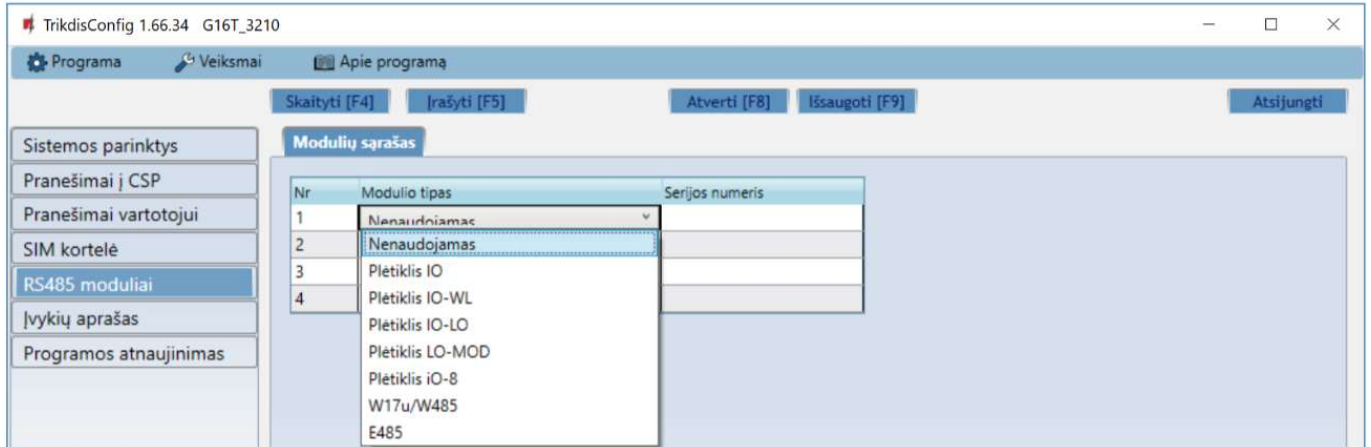 TrikdisConfig 1.66.34 G16T_3210
Programa Veiksmai Apie programą
Skaityti [F4] Įrašyti [F5] Atverti [F8] Išsaugoti [F9] Atsijungti
Sistemos parinktys
Pranešimai į CSP
Pranešimai vartotojui
SIM kortelė
RS485 moduliai
Įvykių aprašas
Programos atnaujinimas
Modulių sąrašas
Nr Modulio tipas Serijos numeris
1 Nenaudojamas
2
3
4
Nenaudojamas
Plėtiklis IO
Plėtiklis IO-WL
Plėtiklis IO-LO
Plėtiklis LO-MOD
Plėtiklis iO-8
W17u/W485
E485